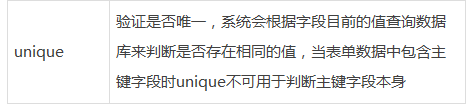 unique
验证是否唯一，系统会根据字段目前的值查询数据
库来判断是否存在相同的值，当表单数据中包含主
键字段时unique不可用于判断主键字段本身